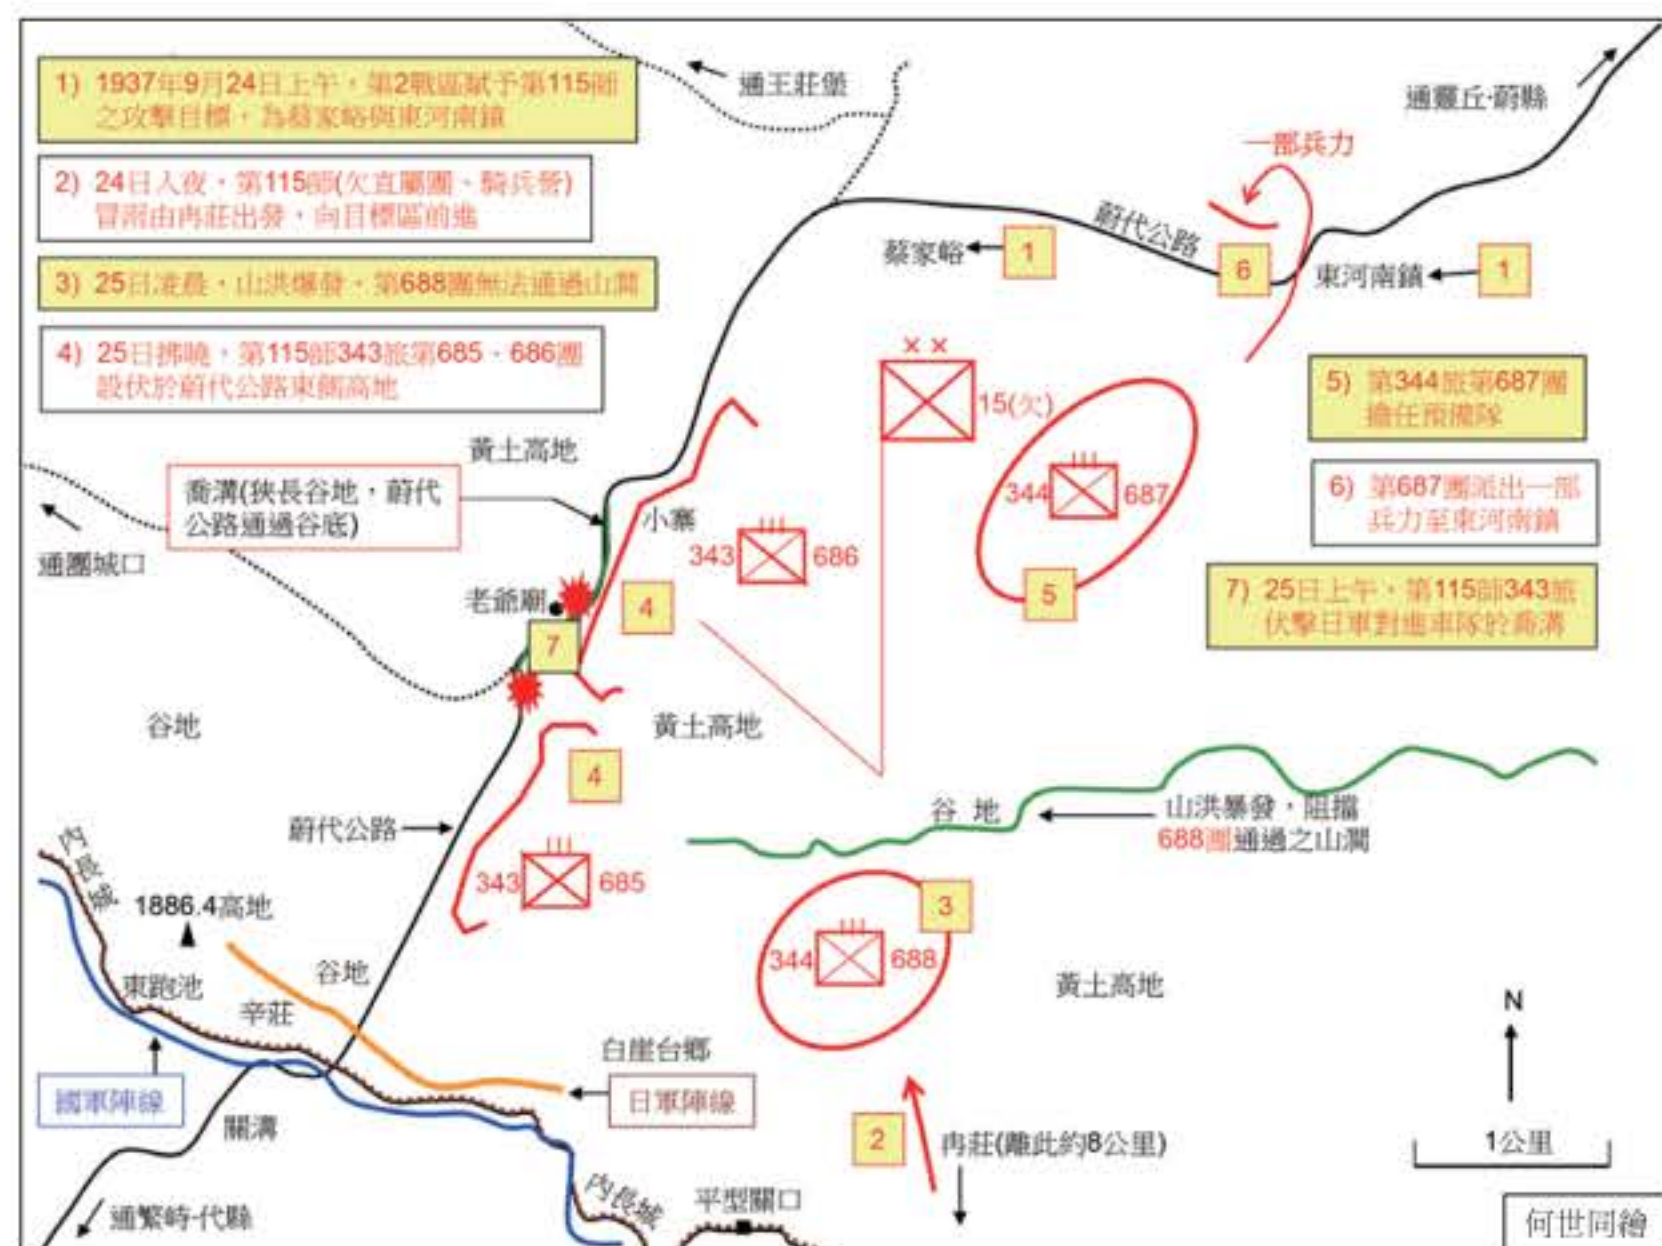 1) 1937年9月24日上午，第2戰區賦予第115師
之攻擊目標，為蔡家峪與東河南鎮
2) 24日入夜，第115師(欠直屬團、騎兵營)
冒雨由冉莊出發，向目標區前進
3) 25日凌晨，山洪爆發，第688團無法通過山澗
4) 25日拂曉，第115師343旅第685、686團
設伏於蔚代公路東側高地
通王莊堡
通靈丘·蔚縣
一部兵力
蔚代公路
蔡家峪
1
6
東河南鎮
1
15(欠)
5) 第344旅第687團
擔任預備隊
344
687
6) 第687團派出一部
兵力至東河南鎮
7) 25日上午，第115師343旅
伏擊日軍對進車隊於喬溝
黃土高地
喬溝(狹長谷地，蔚代
公路通過谷底)
小寨
343
686
通團城口
老爺廟
4
5
7
谷地
黃土高地
4
蔚代公路
谷 地
山洪暴發，阻擋
688團通過之山澗
343
685
內長城
1886.4高地
3
344
688
東跑池
谷地
辛莊
黃土高地
N
白崖台鄉
國軍陣線
日軍陣線
關溝
2
冉莊(離此約8公里)
1公里
通繁峙-代縣
內長城
平型關口
何世同繪